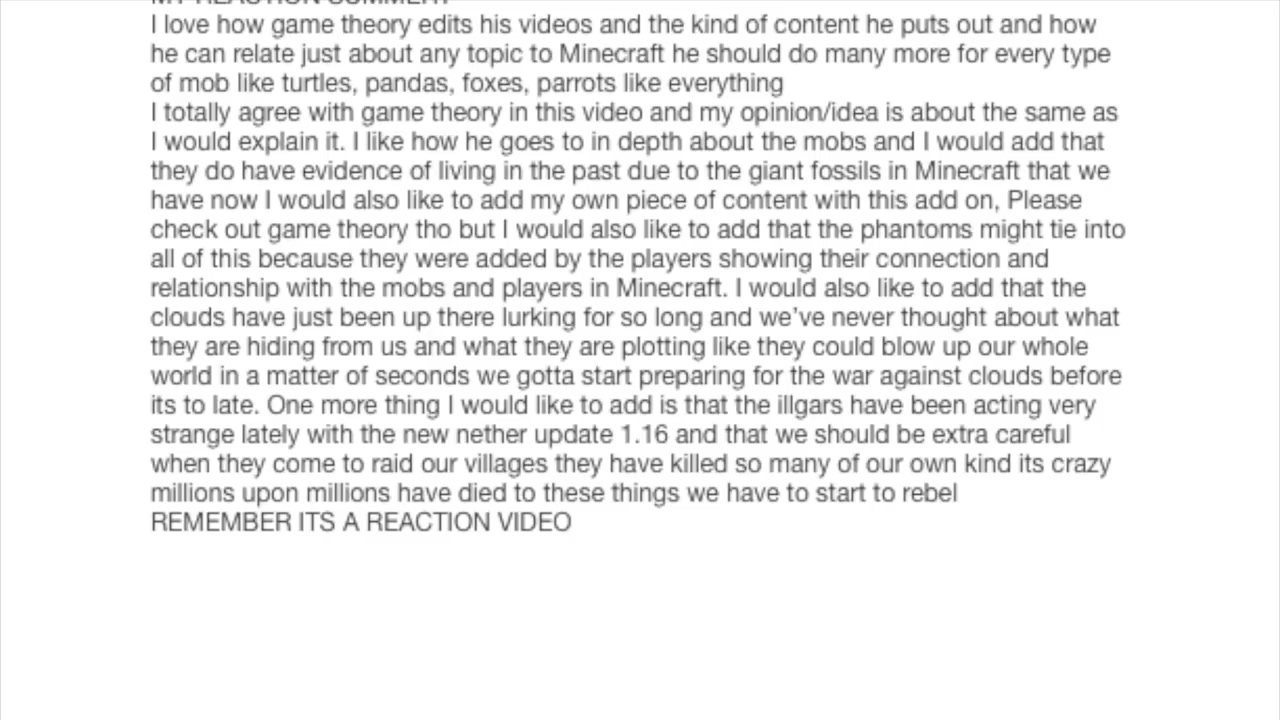 MY REACTION SUMMERY
I love how game theory edits his videos and the kind of content he puts out and how
he can relate just about any topic to Minecraft he should do many more for every type
of mob like turtles, pandas, foxes, parrots like everything
I totally agree with game theory in this video and my opinion/idea is about the same as
I would explain it. I like how he goes to in depth about the mobs and I would add that
they do have evidence of living in the past due to the giant fossils in Minecraft that we
have now I would also like to add my own piece of content with this add on, Please
check out game theory tho but I would also like to add that the phantoms might tie into
all of this because they were added by the players showing their connection and
relationship with the mobs and players in Minecraft. I would also like to add that the
clouds have just been up there lurking for so long and we've never thought about what
they are hiding from us and what they are plotting like they could blow up our whole
world in a matter of seconds we gotta start preparing for the war against clouds before
its to late. One more thing I would like to add is that the illgars have been acting very
strange lately with the new nether update 1.16 and that we should be extra careful
when they come to raid our villages they have killed so many of our own kind its crazy
millions upon millions have died to these things we have to start to rebel
REMEMBER ITS A REACTION VIDEO